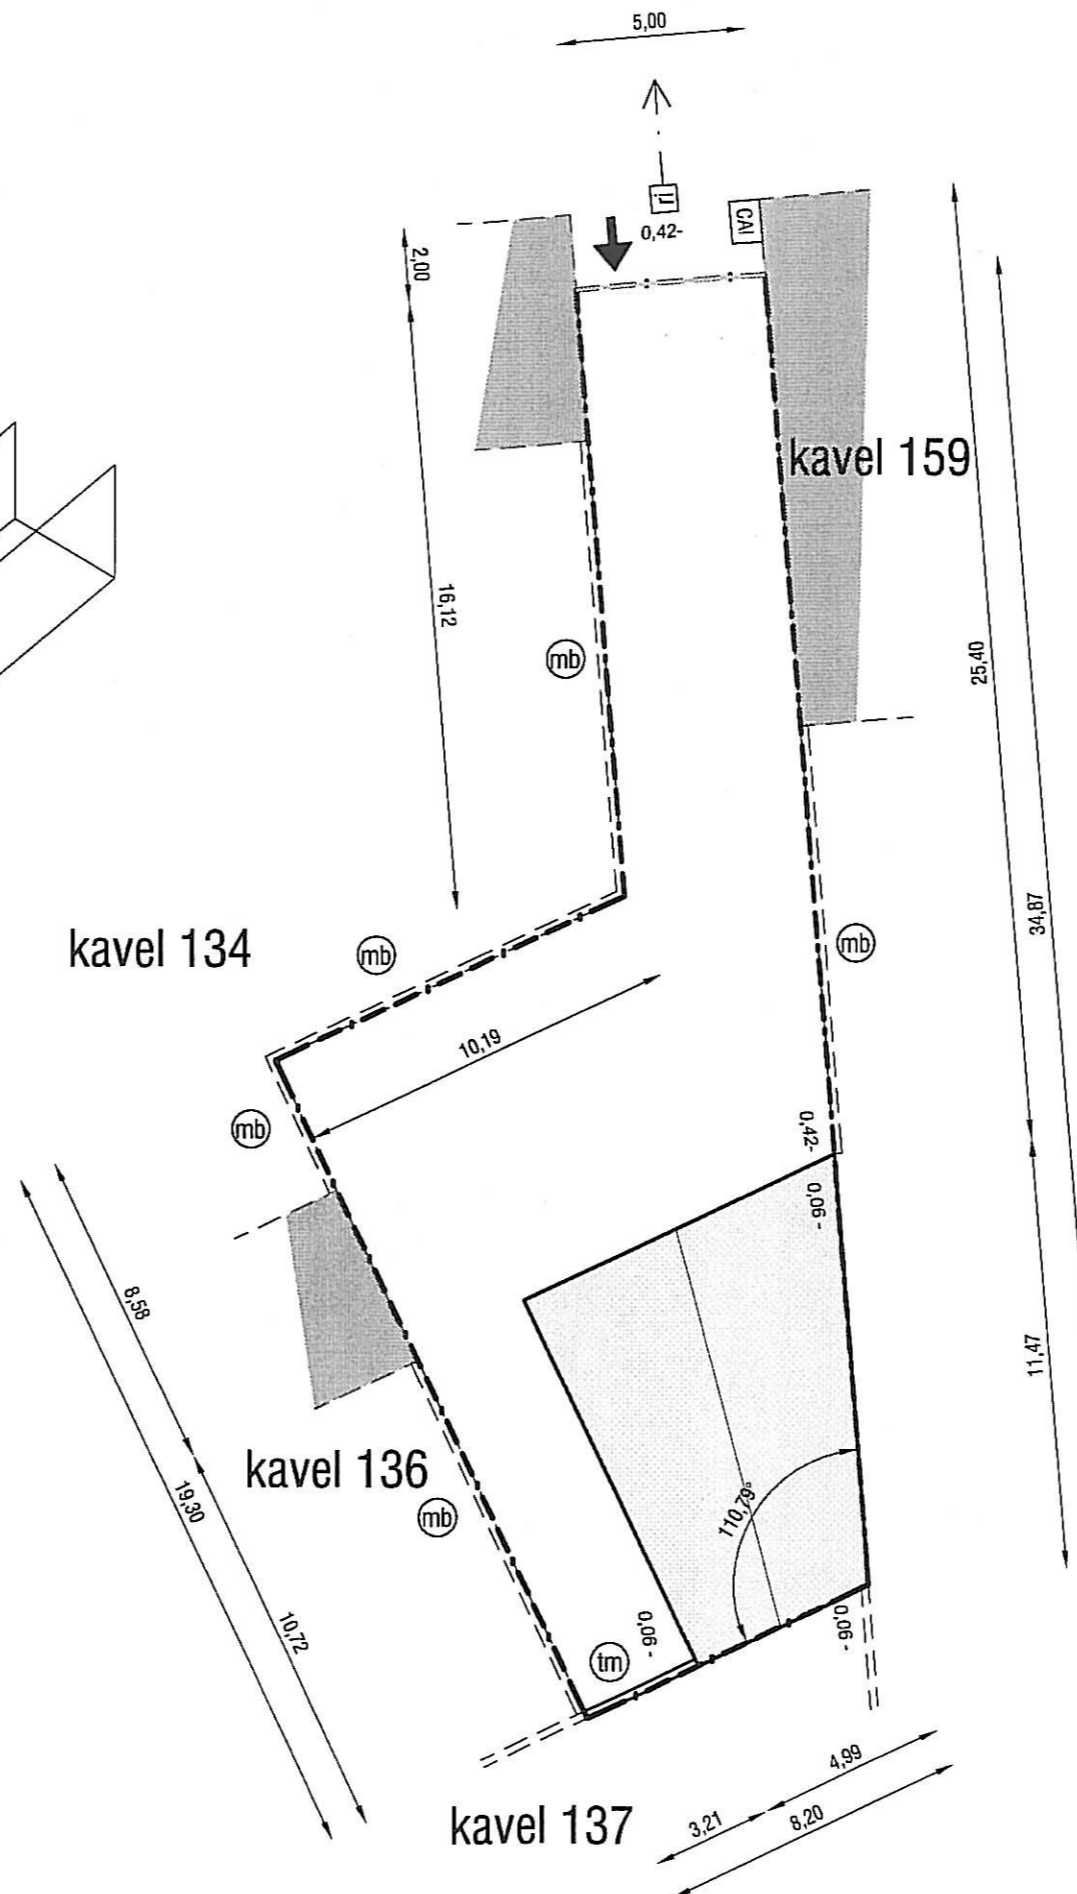 5,00
0,42-
CAI
2,00
kavel 159
16,12
mb
25,40
34,87
kavel 134
mb
mb
10,19
mb
0,42-
0,06 -
8,58
19,30
kavel 136
mb
11,47
110,79°
10,72
0,06 -
0,06 -
tm
4,99
3,21
8,20
kavel 137